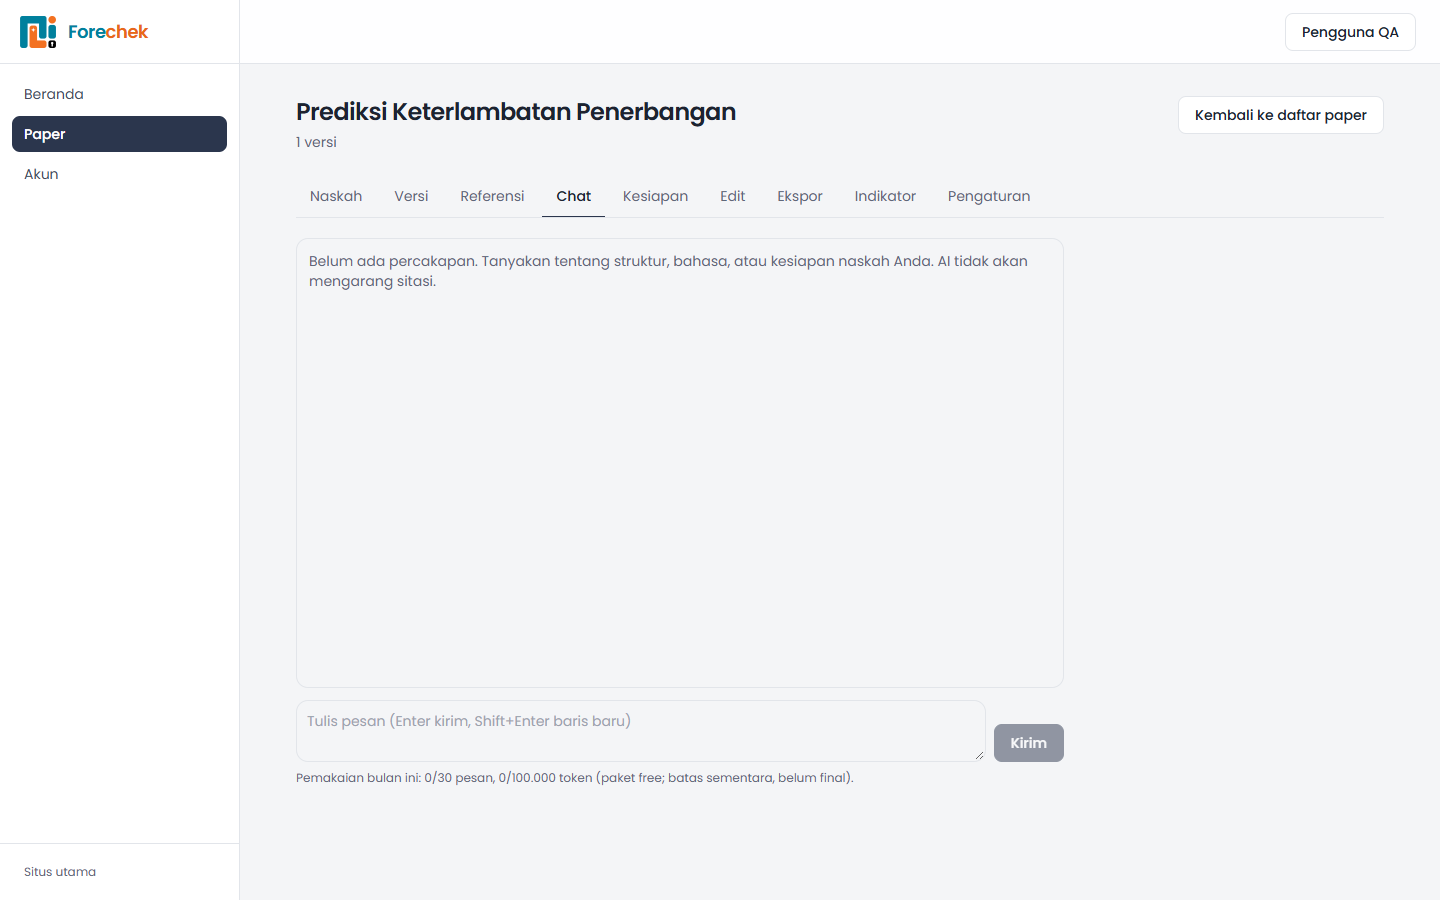 Forechek
Pengguna QA
Beranda
Paper
Akun
Prediksi Keterlambatan Penerbangan
Kembali ke daftar paper
1 versi
Naskah Versi Referensi Chat Kesiapan Edit Ekspor Indikator Pengaturan
Belum ada percakapan. Tanyakan tentang struktur, bahasa, atau kesiapan naskah Anda. AI tidak akan
mengarang sitasi.
Tulis pesan (Enter kirim, Shift+Enter baris baru)
Kirim
Pemakaian bulan ini: 0/30 pesan, 0/100.000 token (paket free; batas sementara, belum final).
Situs utama